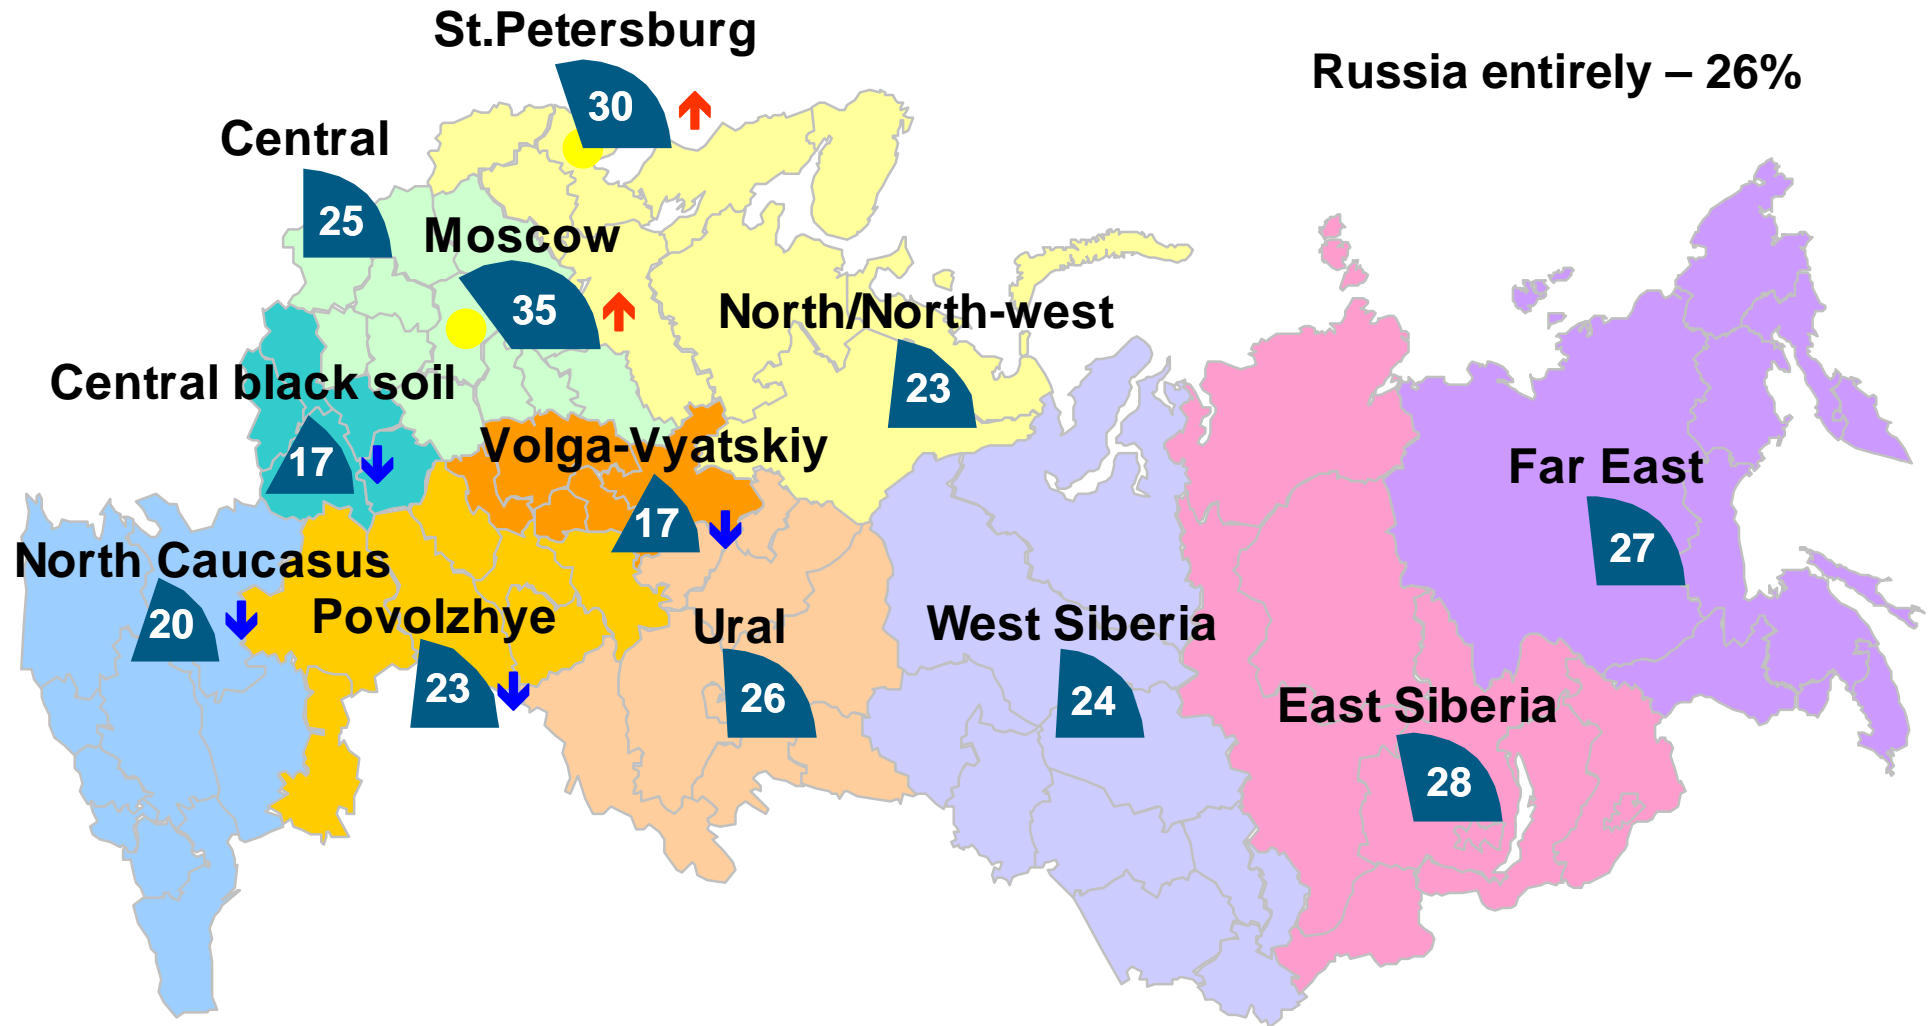 St.Petersburg
30
Russia entirely – 26%
Central
25
Moscow
35
North/North-west
23
Central black soil
17
Volga-Vyatskiy
17
Far East
27
North Caucasus
20
Povolzhye
23
Ural
26
West Siberia
24
East Siberia
28